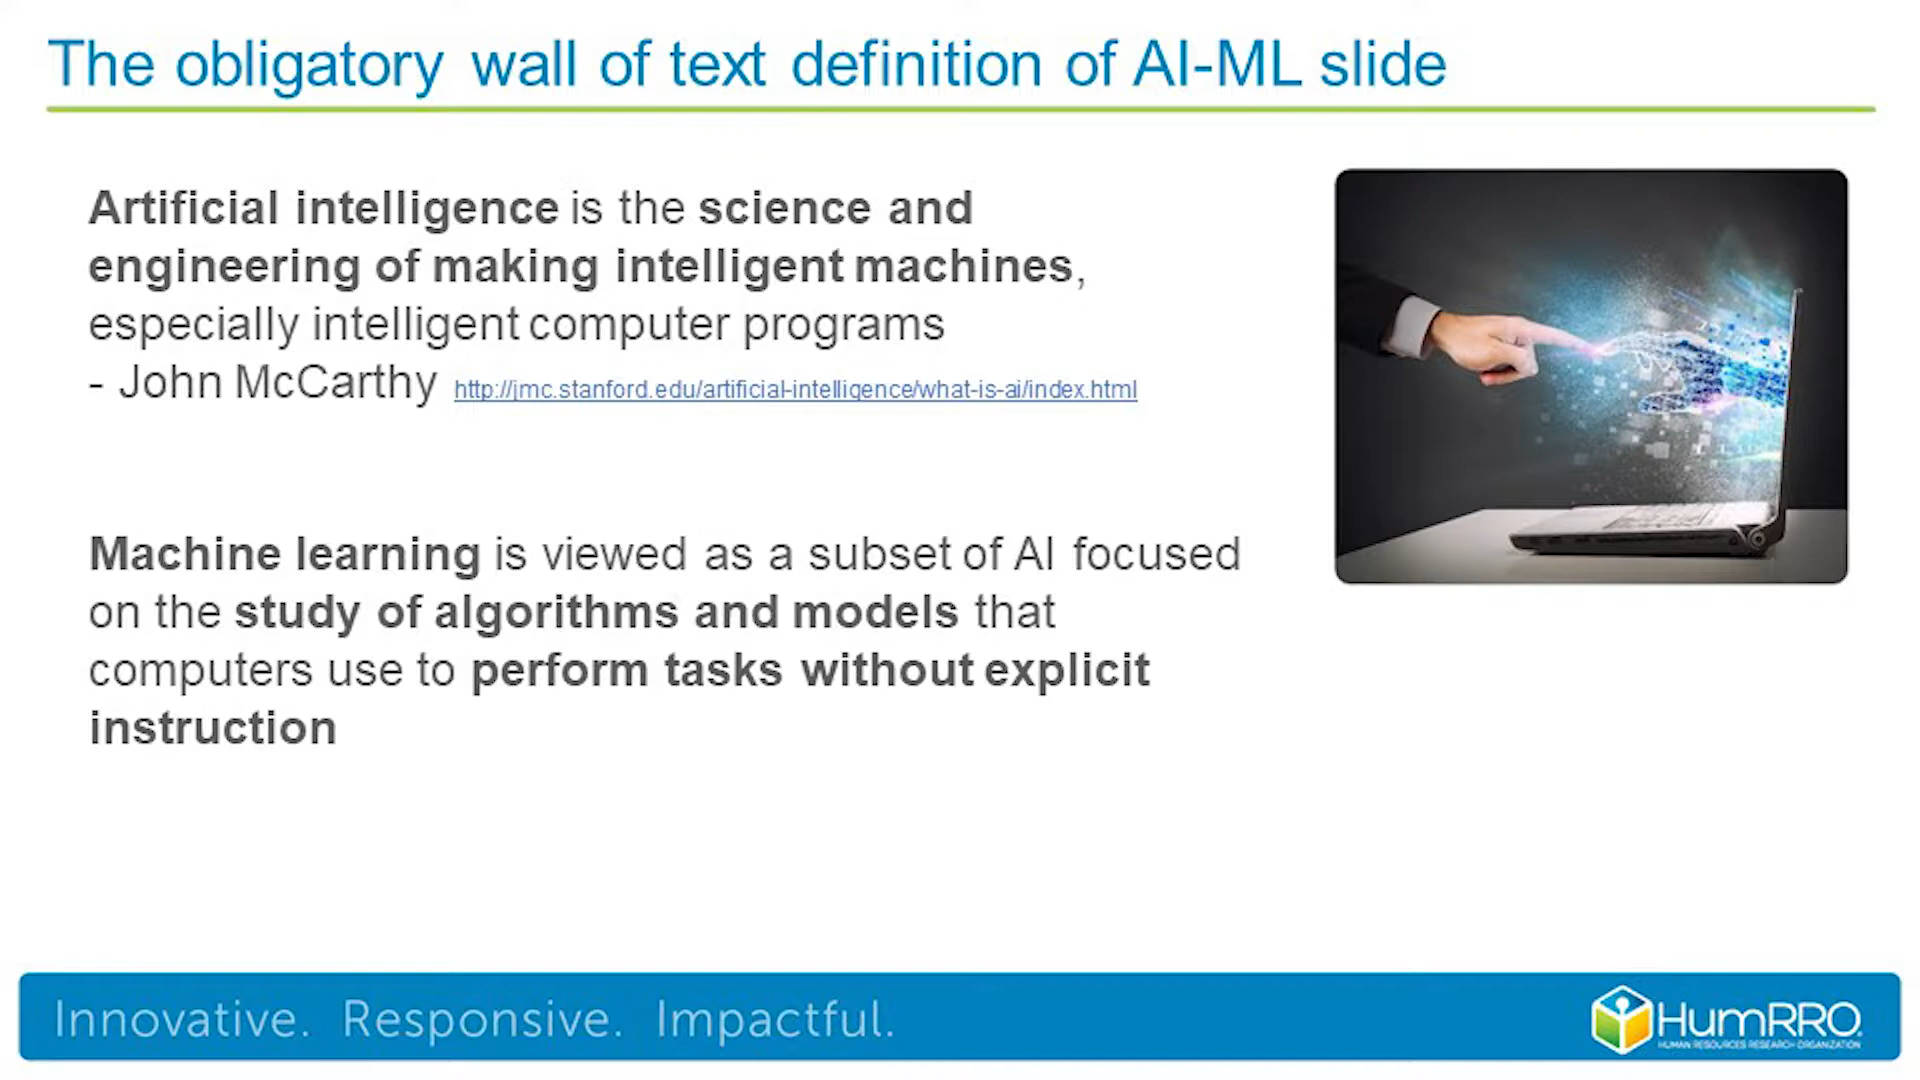 The obligatory wall of text definition of AI-ML slide
Artificial intelligence is the science and
engineering of making intelligent machines,
especially intelligent computer programs
- John McCarthy http://jmc.stanford.edu/artificial-intelligence/what-is-ai/index.html
Machine learning is viewed as a subset of AI focused
on the study of algorithms and models that
computers use to perform tasks without explicit
instruction
Innovative. Responsive. Impactful.
HumRRO
HUMAN RESOURCES RESEARCH ORGANIZATION